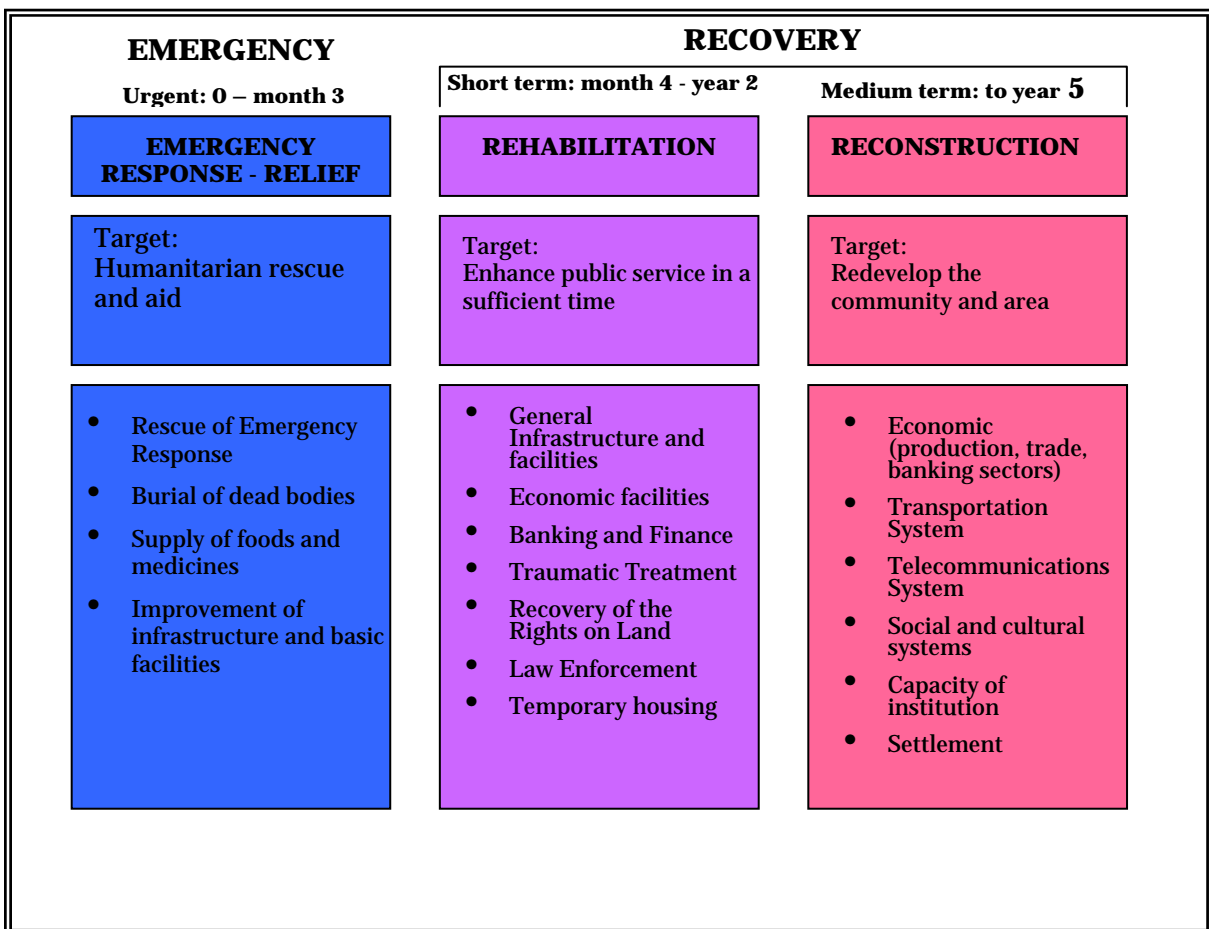 EMERGENCY
Urgent: 0 – month 3
RECOVERY
Short term: month 4 - year 2
Medium term: to year 5
EMERGENCY
RESPONSE - RELIEF
REHABILITATION
RECONSTRUCTION
Target:
Humanitarian rescue
and aid
Target:
Enhance public service in a
sufficient time
Target:
Redevelop the
community and area
• Rescue of Emergency
Response
• Burial of dead bodies
• Supply of foods and
medicines
• Improvement of
infrastructure and basic
facilities
• General
Infrastructure and
facilities
• Economic facilities
• Banking and Finance
• Traumatic Treatment
• Recovery of the
Rights on Land
• Law Enforcement
• Temporary housing
• Economic
(production, trade,
banking sectors)
• Transportation
System
• Telecommunications
System
• Social and cultural
systems
• Capacity of
institution
• Settlement